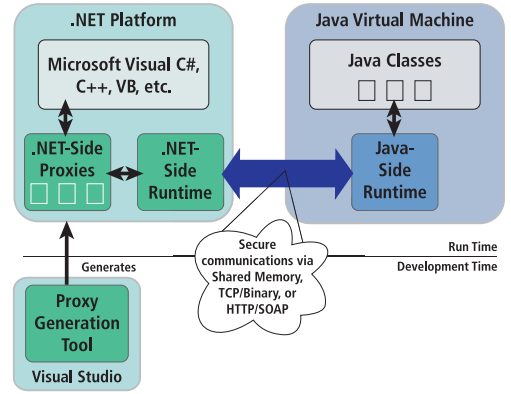 .NET Platform
Microsoft Visual C#,
C++, VB, etc.
.NET-Side
Proxies
.NET-
Side
Runtime
Java Virtual Machine
Java Classes
Java-
Side
Runtime
Secure
communications via
Shared Memory,
TCP/Binary, or
HTTP/SOAP
Run Time
Development Time
Generates
Proxy
Generation
Tool
Visual Studio